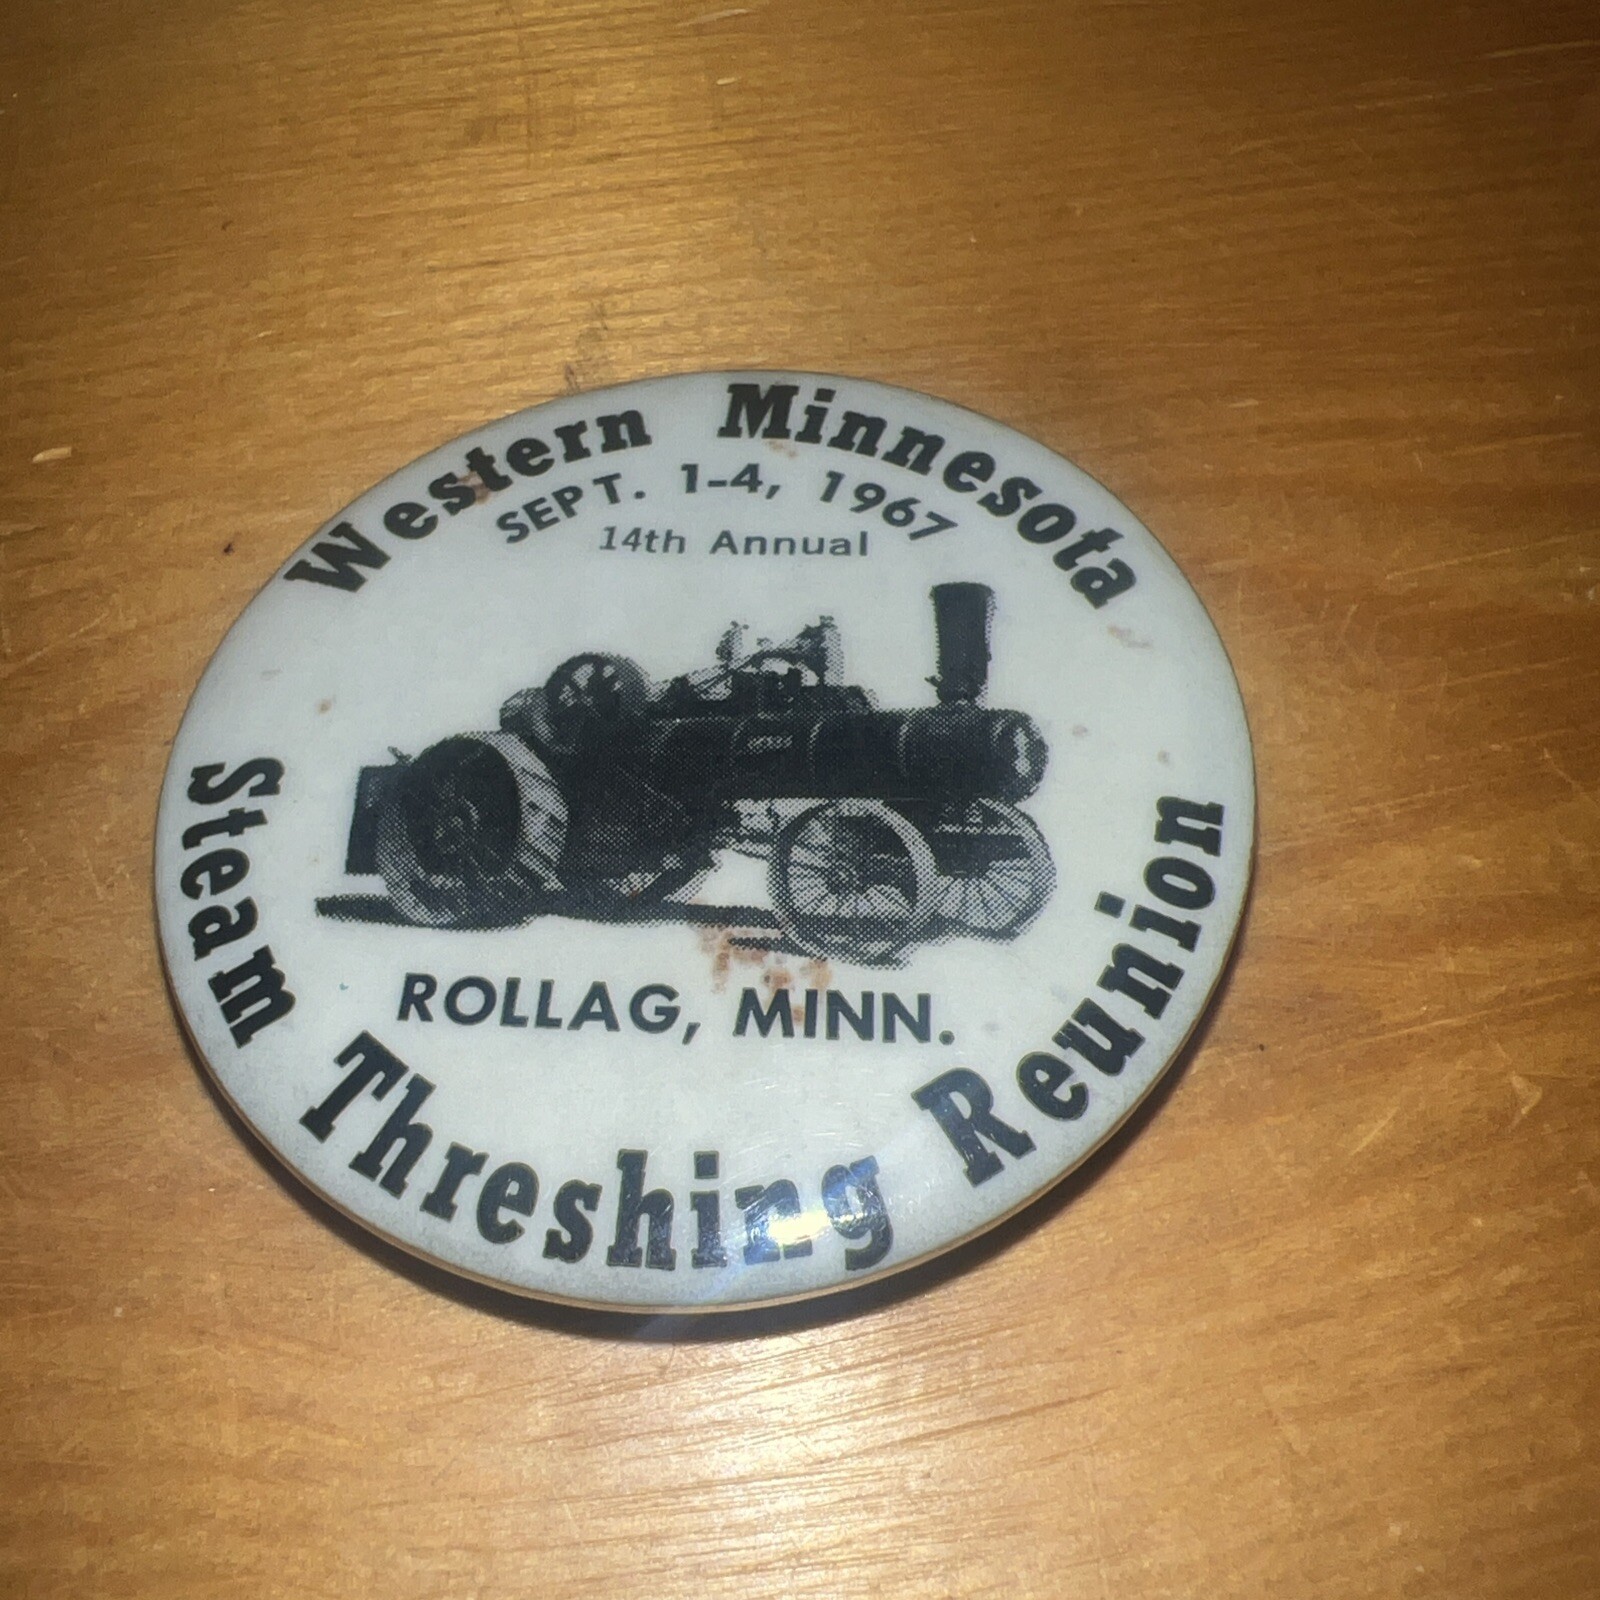 Western Minnesota
SEPT. 1-4, 1967
14th Annual
ROLLAG, MINN.
Steam Threshing Reunion